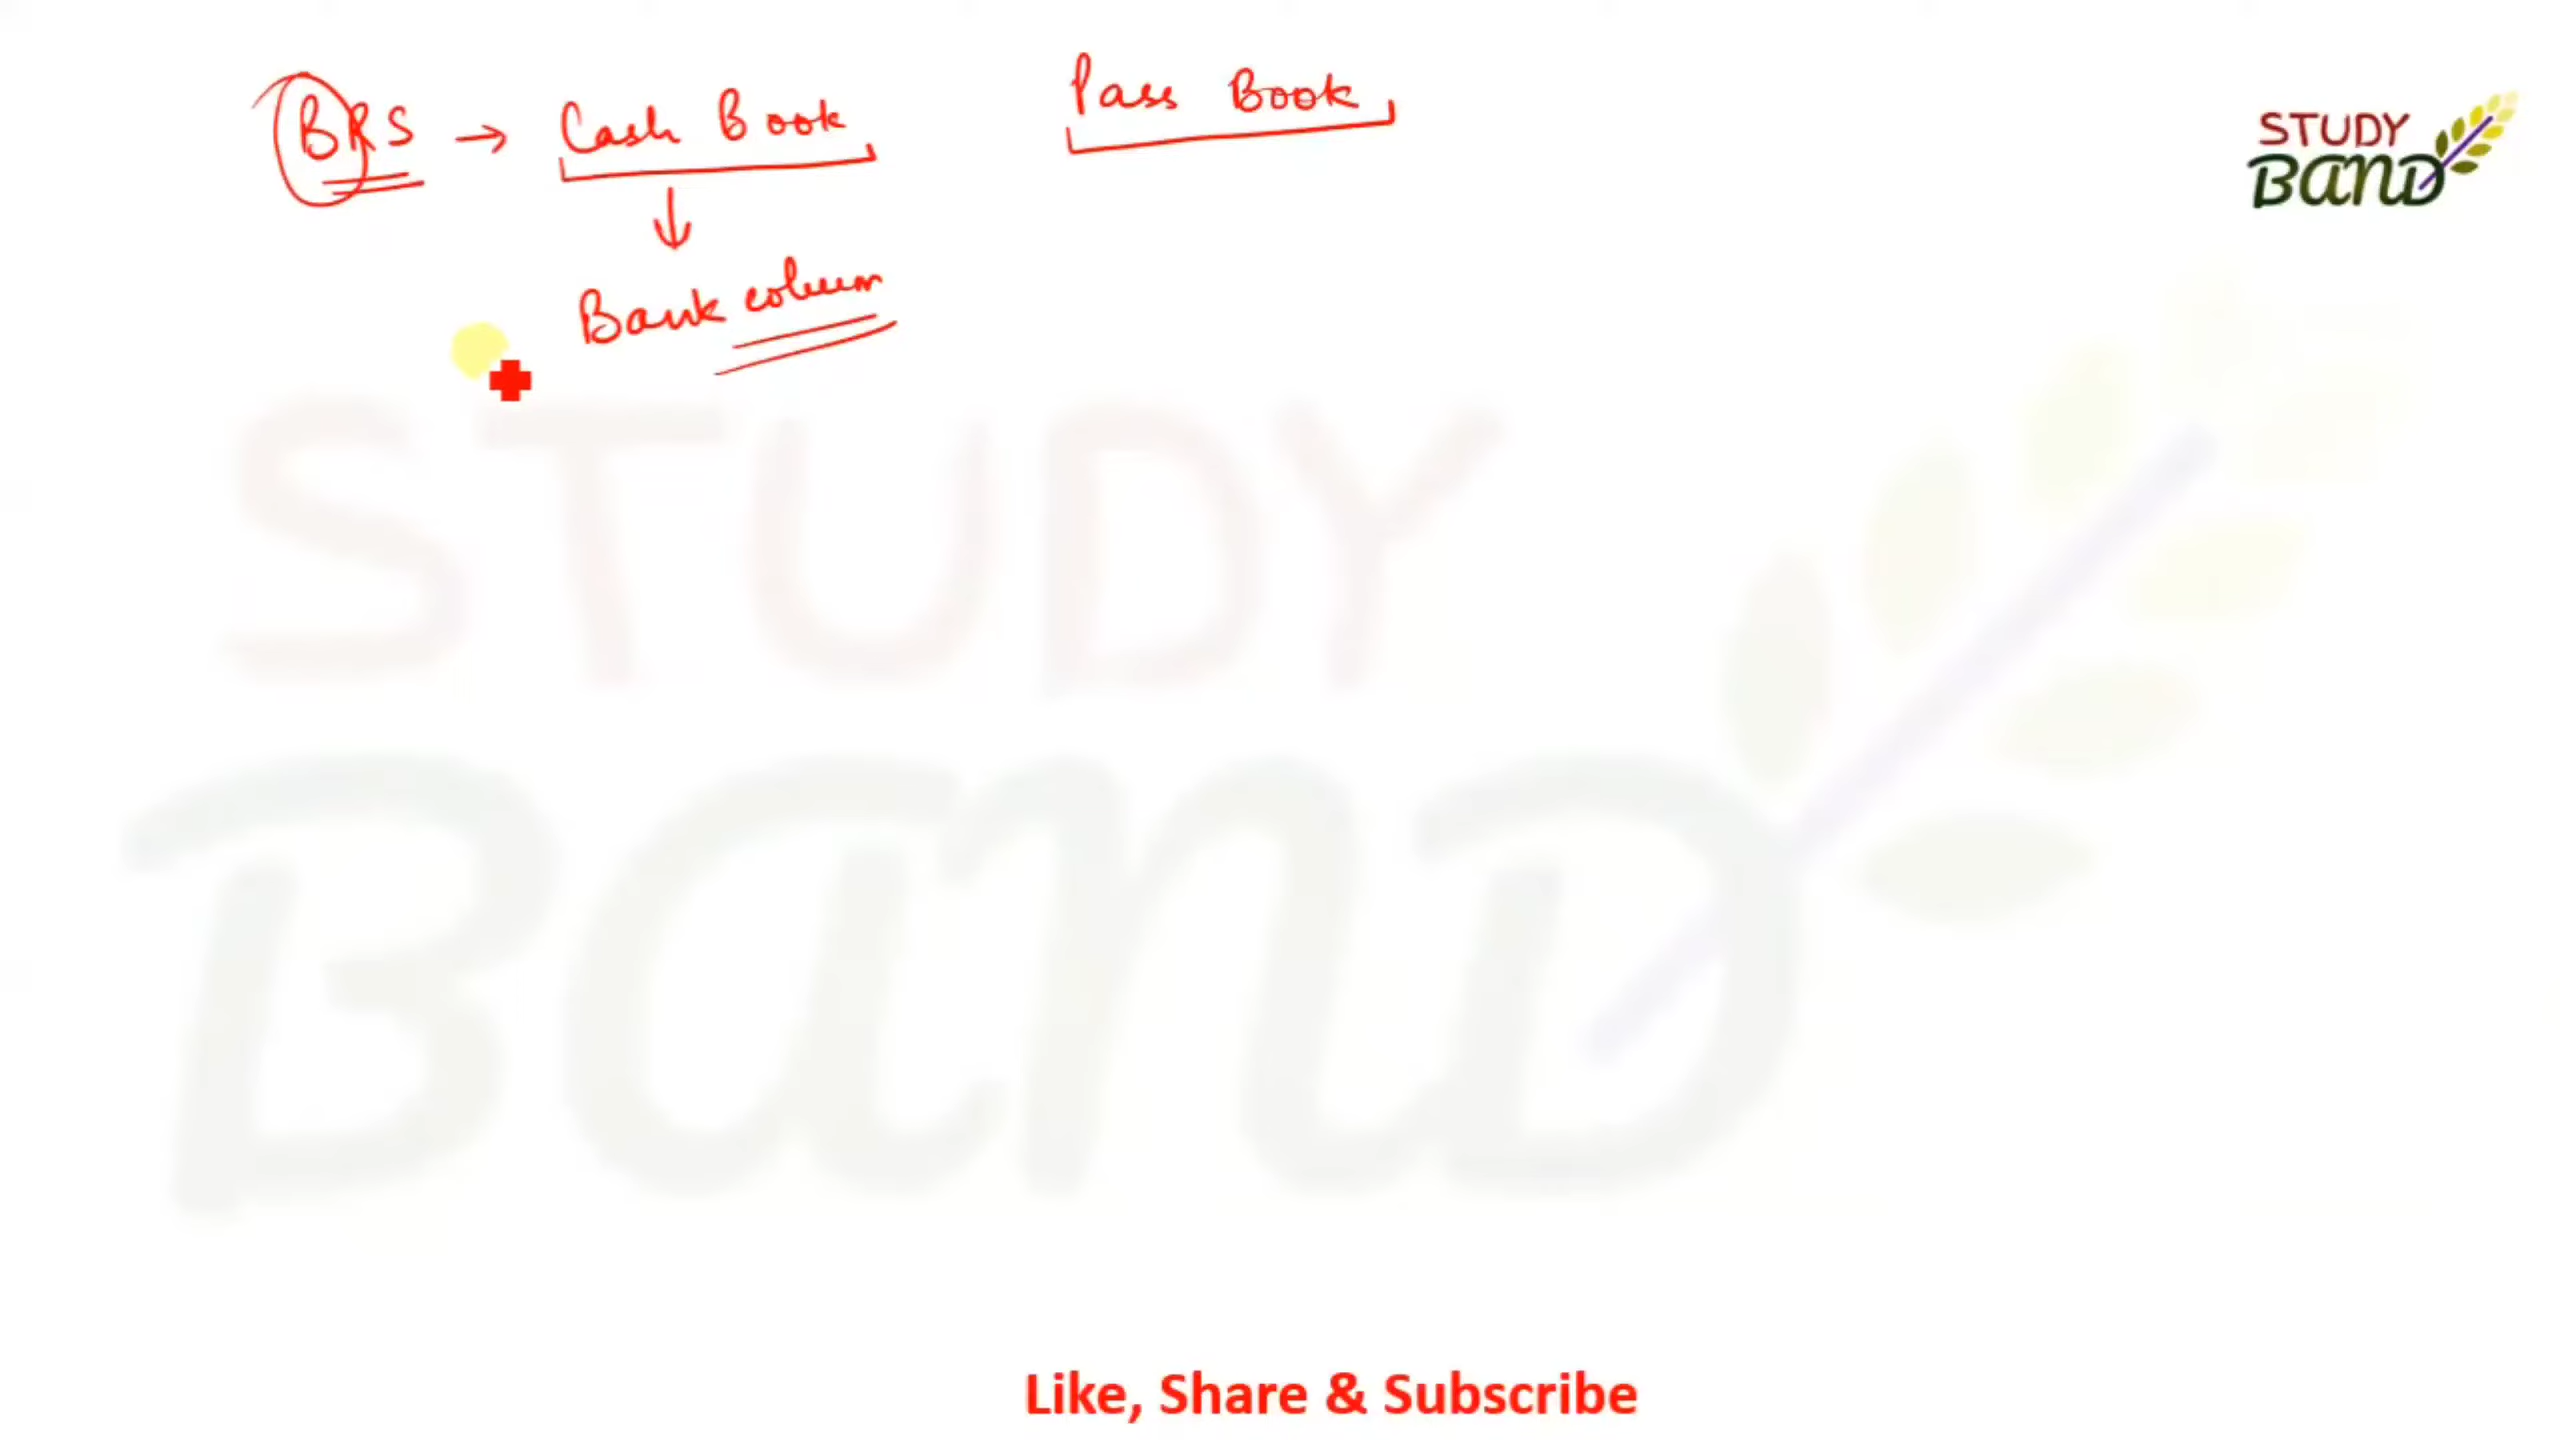 BRS → Cash Book Pass Book
↓
Bank column
STUDY
BAND
STUDY
BAND
Like, Share & Subscribe